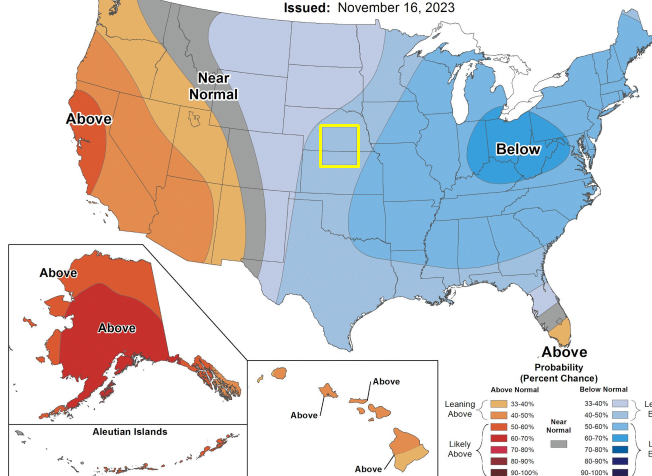 Issued: November 16, 2023
Near
Normal
Above
Below
Above
Above
Above
Above
Above
Above
Aleutian Islands
Probability
(Percent Chance)
Above Normal Below Normal
Leaning
Above
33-40%
40-50%
Likely
Above
50-60%
60-70%
70-80%
80-90%
90-100%
Near
Normal
33-40%
40-50%
50-60%
60-70%
70-80%
80-90%
90-100%